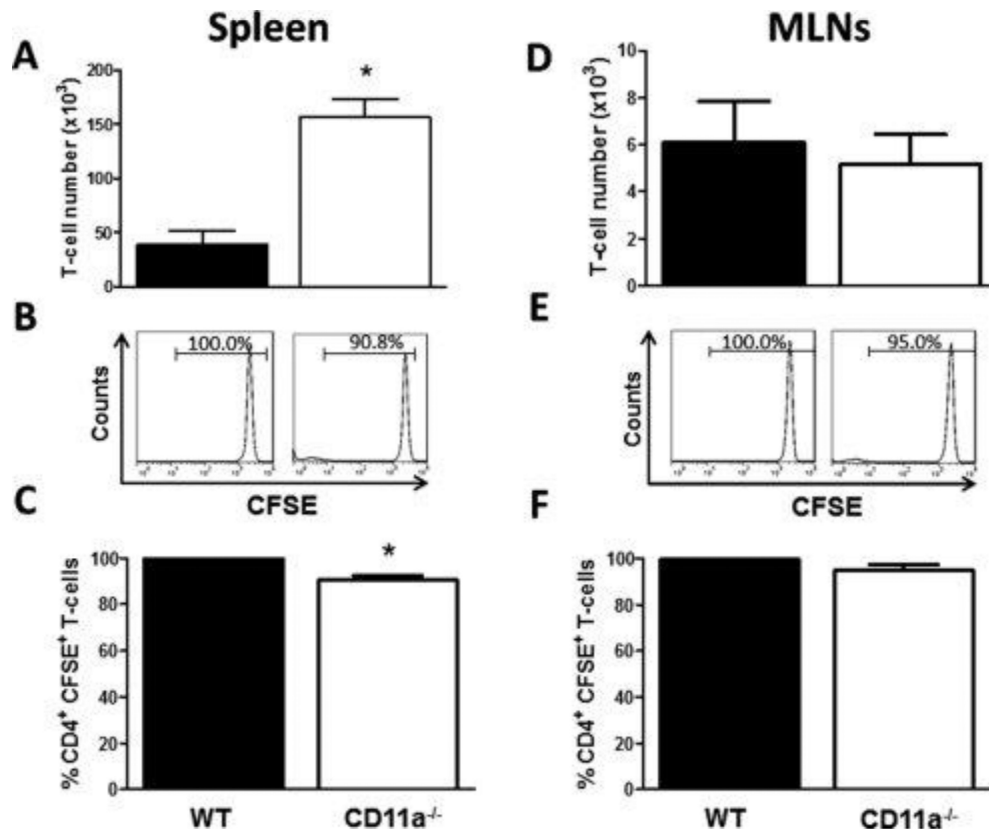 Spleen
MLNs
A
T-cell number (x10³)
200
150
100
50
0
*
D
T-cell number (x10³)
10
8
6
4
2
0
B
Counts
100.0%
90.8%
CFSE
E
Counts
100.0%
95.0%
CFSE
C
%CD4⁺ CFSE⁺ T-cells
100
80
60
40
20
0
*
WT
CD11a⁻/⁻
F
%CD4⁺ CFSE⁺ T-cells
100
80
60
40
20
0
WT
CD11a⁻/⁻